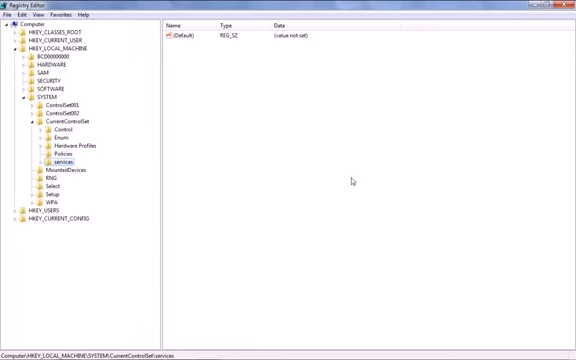 Registry Editor
File Edit View Favorites Help
Computer
HKEY_CLASSES_ROOT
HKEY_CURRENT_USER
HKEY_LOCAL_MACHINE
BCD00000000
HARDWARE
SAM
SECURITY
SOFTWARE
SYSTEM
ControlSet001
ControlSet002
CurrentControlSet
Control
Enum
Hardware Profiles
Policies
services
MountedDevices
RNG
Select
Setup
WPA
HKEY_USERS
HKEY_CURRENT_CONFIG
Name Type Data
(Default) REG_SZ (value not set)
Computer\HKEY_LOCAL_MACHINE\SYSTEM\CurrentControlSet\services